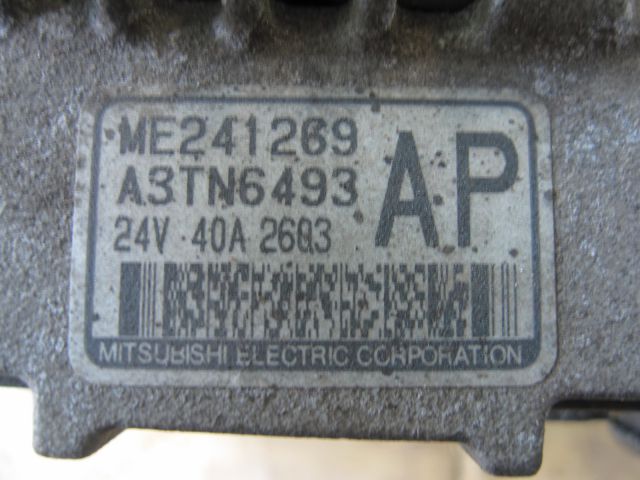 ME241269
A3TN6493
AP
24V 40A 2603
MITSUBISHI ELECTRIC CORPORATION